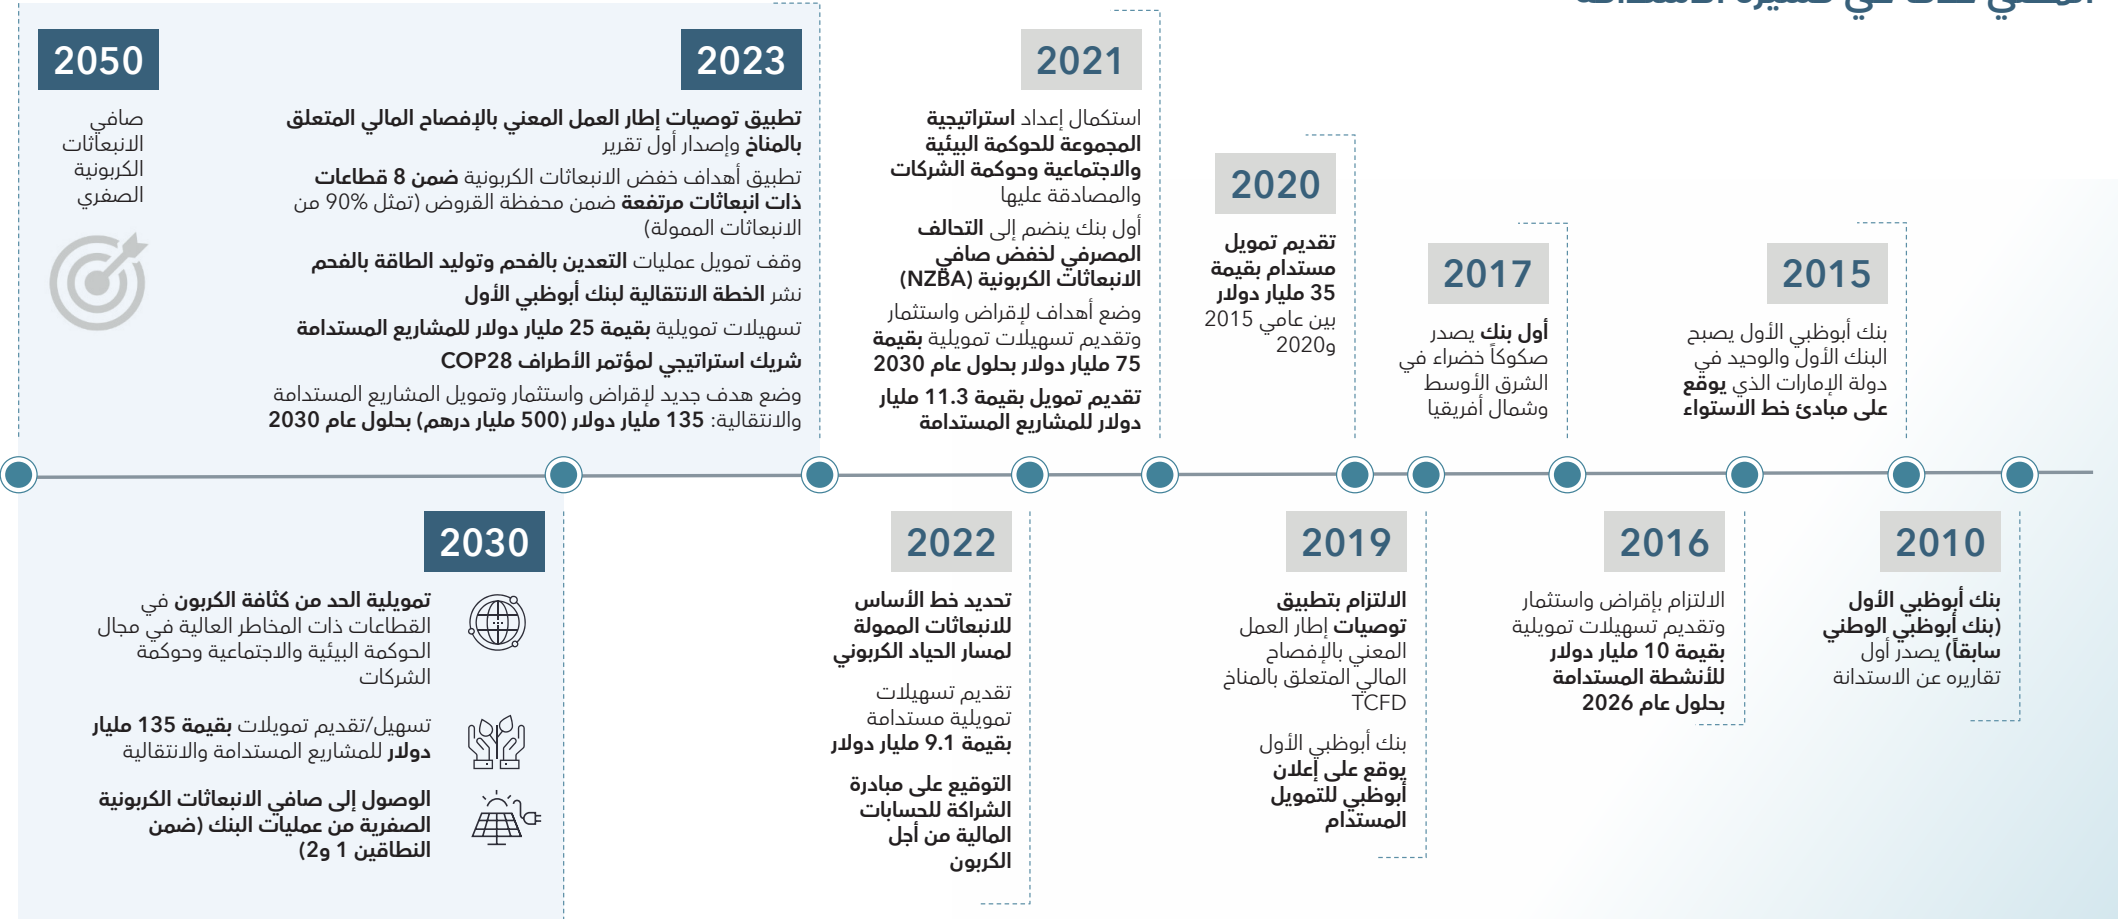 2010
بنك أبوظبي الأول
(بنك أبوظبي الوطني
سابقاً) يصدر أول
تقاريره عن الاستدانة
2015
بنك أبوظبي الأول يصبح
البنك الأول والوحيد في
دولة الإمارات الذي يوقع
على مبادئ خط الاستواء
2016
الالتزام بإقراض واستثمار
وتقديم تسهيلات تمويلية
بقيمة 10 مليار دولار
للأنشطة المستدامة
بحلول عام 2026
2017
أول بنك يصدر
صكوكاً خضراء في
الشرق الأوسط
وشمال أفريقيا
2019
الالتزام بتطبيق
توصيات إطار العمل
المعني بالإفصاح
المالي المتعلق بالمناخ
TCFD
بنك أبوظبي الأول
يوقع على إعلان
أبوظبي للتمويل
المستدام
2020
تقديم تمويل
مستدام بقيمة
35 مليار دولار
بين عامي 2015
و2020
2021
استكمال إعداد استراتيجية
المجموعة للحوكمة البيئية
والاجتماعية وحوكمة الشركات
والمصادقة عليها
أول بنك ينضم إلى التحالف
المصرفي لخفض صافي
الانبعاثات الكربونية (NZBA)
وضع أهداف لإقراض واستثمار
وتقديم تسهيلات تمويلية بقيمة
75 مليار دولار بحلول عام 2030
تقديم تمويل بقيمة 11.3 مليار
دولار للمشاريع المستدامة
2022
تحديد خط الأساس
للانبعاثات الممولة
لمسار الحياد الكربوني
تقديم تسهيلات
تمويلية مستدامة
بقيمة 9.1 مليار دولار
التوقيع على مبادرة
الشراكة للحسابات
المالية من أجل
الكربون
2023
تطبيق توصيات إطار العمل المعني بالإفصاح المالي المتعلق
بالمناخ وإصدار أول تقرير
تطبيق أهداف خفض الانبعاثات الكربونية ضمن 8 قطاعات
ذات انبعاثات مرتفعة ضمن محفظة القروض (تمثل 90% من
الانبعاثات الممولة)
وقف تمويل عمليات التعدين بالفحم وتوليد الطاقة بالفحم
نشر الخطة الانتقالية لبنك أبوظبي الأول
تسهيلات تمويلية بقيمة 25 مليار دولار للمشاريع المستدامة
شريك استراتيجي لمؤتمر الأطراف COP28
وضع هدف جديد لإقراض واستثمار وتمويل المشاريع المستدامة
والانتقالية: 135 مليار دولار (500 مليار درهم) بحلول عام 2030
2030
تمويلية الحد من كثافة الكربون في
القطاعات ذات المخاطر العالية في مجال
الحوكمة البيئية والاجتماعية وحوكمة
الشركات
تسهيل/تقديم تمويلات بقيمة 135 مليار
دولار للمشاريع المستدامة والانتقالية
الوصول إلى صافي الانبعاثات الكربونية
الصفرية من عمليات البنك (ضمن
النطاقين 1 و2)
2050
صافي
الانبعاثات
الكربونية
الصفري